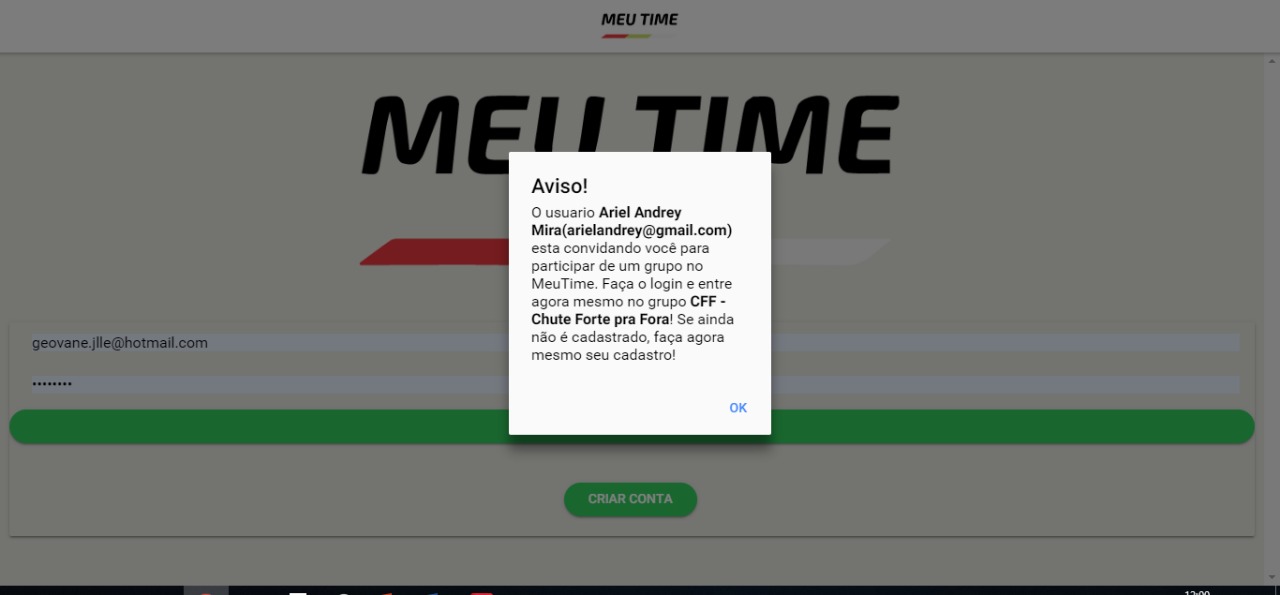 MEU TIME
MEU TIME
Aviso!
O usuario Ariel Andrey
Mira(arielandrey@gmail.com)
esta convidando você para
participar de um grupo no
MeuTime. Faça o login e entre
agora mesmo no grupo CFF -
Chute Forte pra Fora! Se ainda
não é cadastrado, faça agora
mesmo seu cadastro!
OK
geovane.jlle@hotmail.com
••••••••
CRIAR CONTA